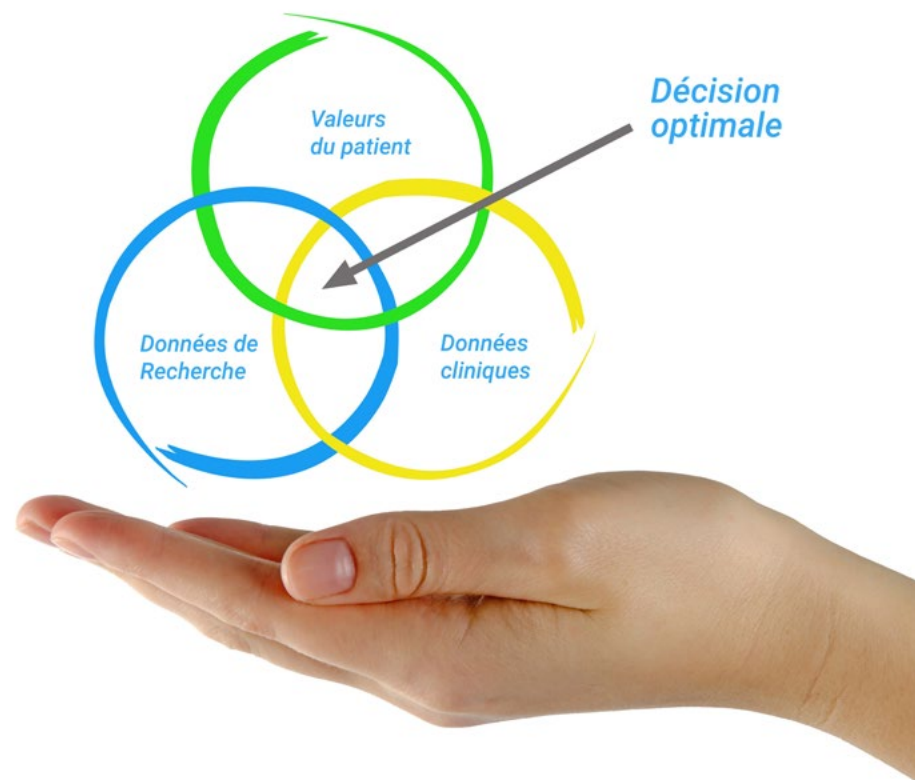 Valeurs
du patient
Décision
optimale
Données de
Recherche
Données
cliniques